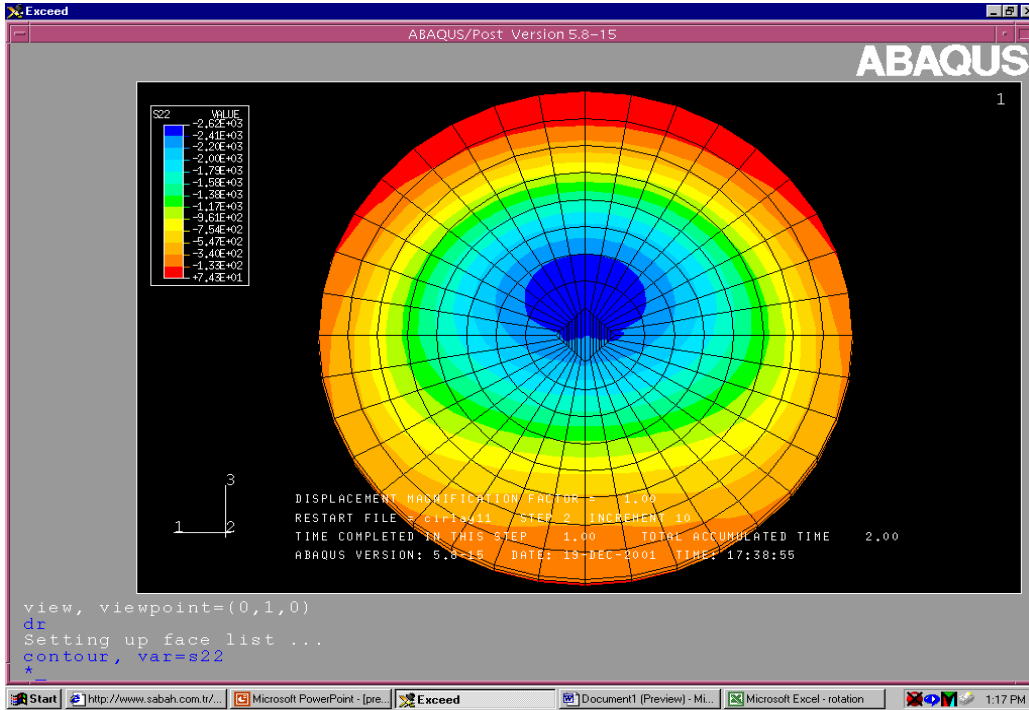 Exceed
ABAQUS/Post Version 5.8-15
ABAQUS
1
S22 VALUE
-2.62E+03
-2.41E+03
-2.20E+03
-2.00E+03
-1.79E+03
-1.58E+03
-1.38E+03
-1.17E+03
-9.61E+02
-7.54E+02
-5.47E+02
-3.40E+02
-1.33E+02
+7.43E+01
3
1 2
DISPLACEMENT MAGNIFICATION FACTOR = 1.00
RESTART FILE = cirlag11 STEP 2 INCREMENT 10
TIME COMPLETED IN THIS STEP 1.00 TOTAL ACCUMULATED TIME 2.00
ABAQUS VERSION: 5.8-15 DATE: 19-DEC-2001 TIME: 17:38:55
view, viewpoint=(0,1,0)
dr
Setting up face list ...
contour, var=s22
*_
Start http://www.sabah.com.tr/... Microsoft PowerPoint - [pre... Exceed Document1 (Preview) - Mi... Microsoft Excel - rotation 1:17 PM